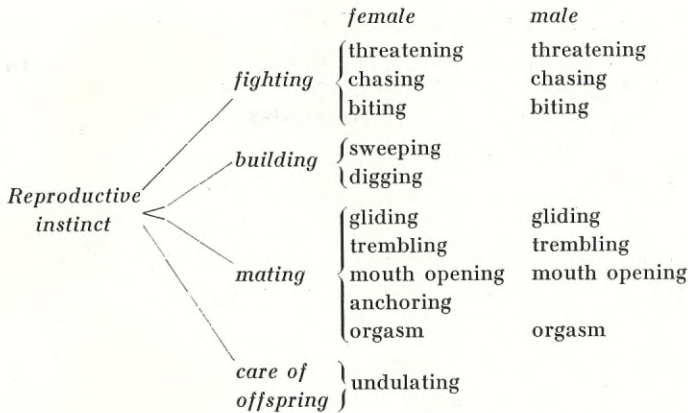 female male
threatening threatening
fighting chasing chasing
biting biting
building sweeping
digging
Reproductive
instinct
gliding gliding
trembling trembling
mating mouth opening mouth opening
anchoring
orgasm orgasm
care of
offspring undulating